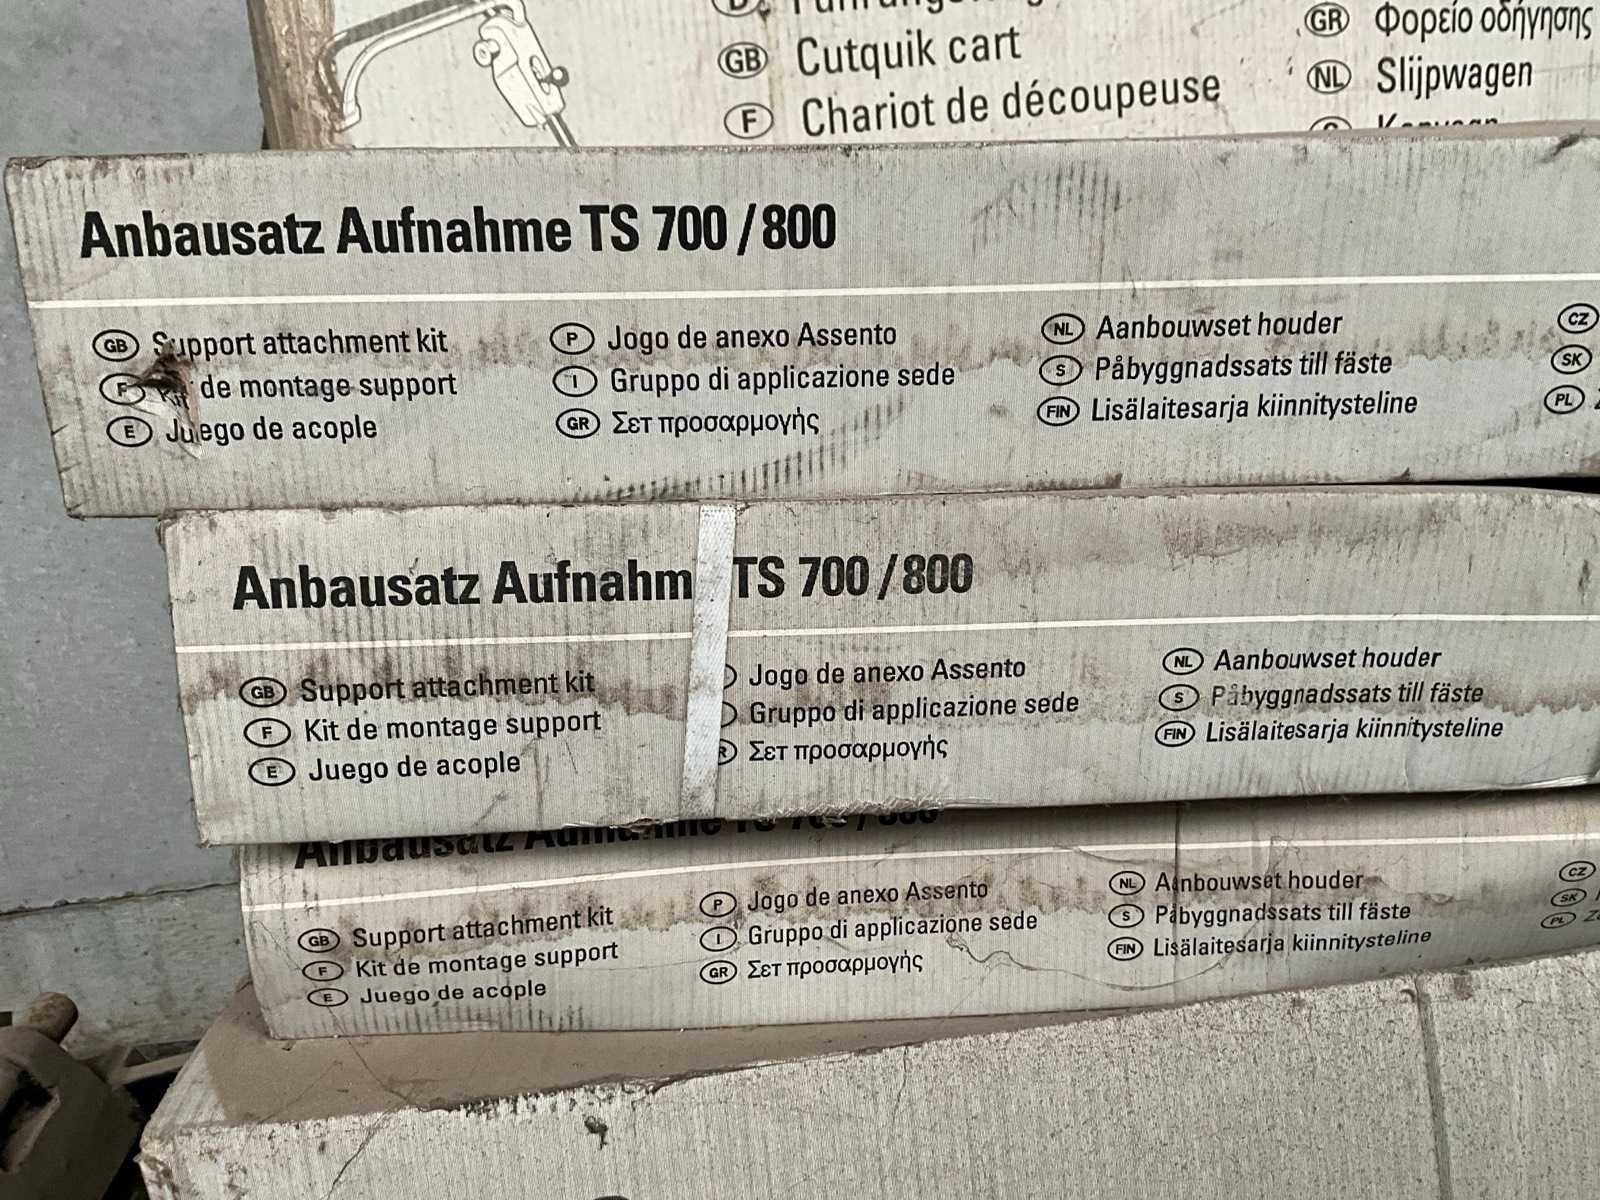 GB Cutquik cart
F Chariot de découpeuse
GR Φορείο οδήγησης
NL Slijpwagen
Anbausatz Aufnahme TS 700/800
GB Support attachment kit
F Kit de montage support
E Juego de acople
P Jogo de anexo Assento
I Gruppo di applicazione sede
GR Σετ προσαρμογής
NL Aanbouwset houder
S Påbyggnadssats till fäste
FIN Lisälaitesarja kiinnitysteline
CZ
SK
PL
Anbausatz Aufnahm TS 700/800
GB Support attachment kit
F Kit de montage support
E Juego de acople
Jogo de anexo Assento
Gruppo di applicazione sede
R Σετ προσαρμογής
NL Aanbouwset houder
S Påbyggnadssats till fäste
FIN Lisälaitesarja kiinnitysteline
Anbausatz Aufnahme TS 700/800
GB Support attachment kit
F Kit de montage support
E Juego de acople
P Jogo de anexo Assento
I Gruppo di applicazione sede
GR Σετ προσαρμογής
NL Aanbouwset houder
S Påbyggnadssats till fäste
FIN Lisälaitesarja kiinnitysteline
CZ
SK
PL